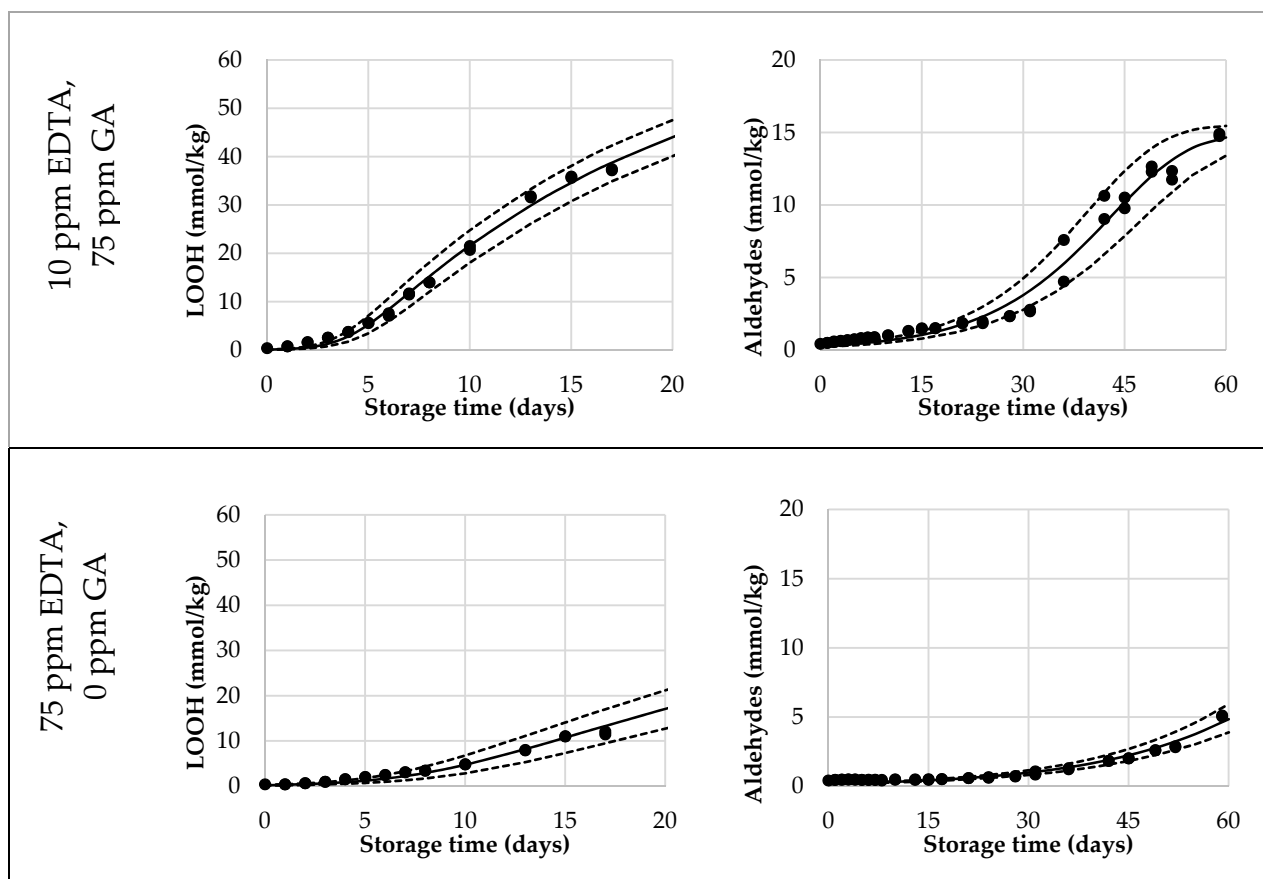 10 ppm EDTA,
75 ppm GA
LOOH (mmol/kg)
60
50
40
30
20
10
0
0 5 10 15 20
Storage time (days)
Aldehydes (mmol/kg)
20
15
10
5
0
0 15 30 45 60
Storage time (days)
75 ppm EDTA,
0 ppm GA
LOOH (mmol/kg)
60
50
40
30
20
10
0
0 5 10 15 20
Storage time (days)
Aldehydes (mmol/kg)
20
15
10
5
0
0 15 30 45 60
Storage time (days)